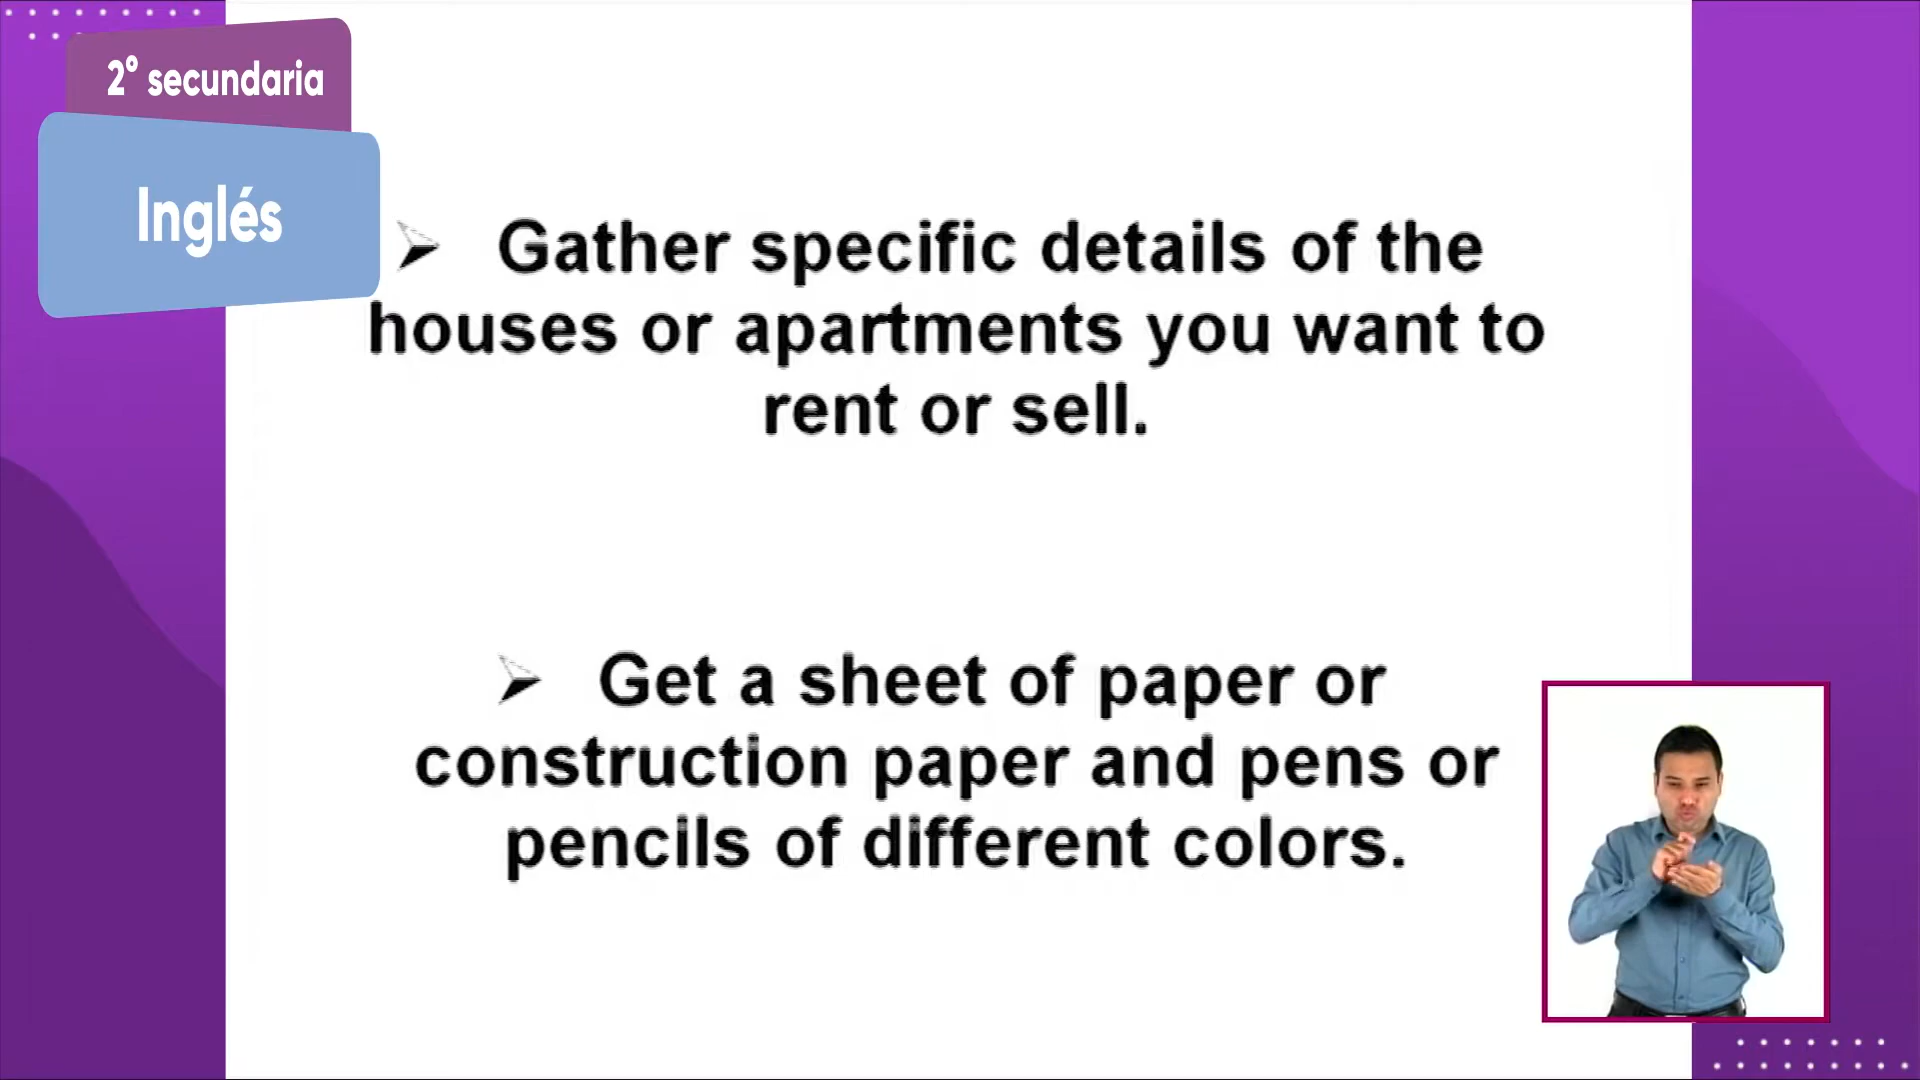 2° secundaria
Inglés
➢ Gather specific details of the
houses or apartments you want to
rent or sell.
➢ Get a sheet of paper or
construction paper and pens or
pencils of different colors.